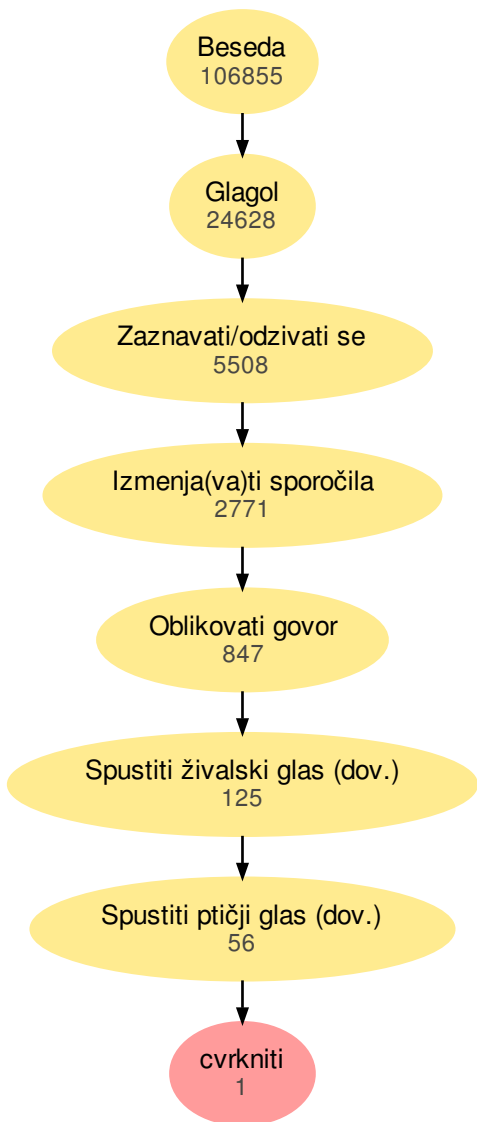 Beseda
106855
Glagol
24628
Zaznavati/odzivati se
5508
Izmenja(va)ti sporočila
2771
Oblikovati govor
847
Spustiti živalski glas (dov.)
125
Spustiti ptičji glas (dov.)
56
cvrkniti
1